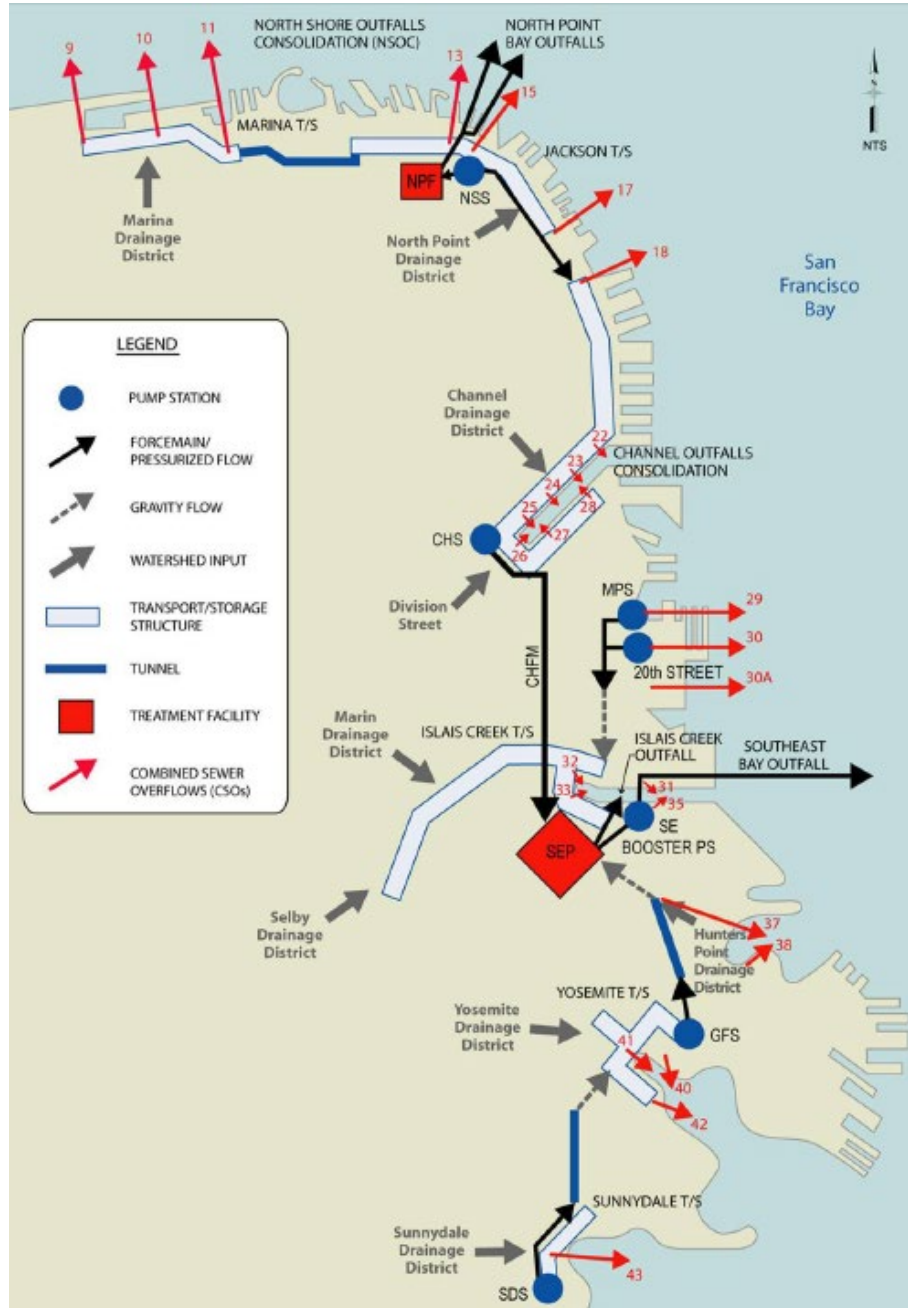 NORTH SHORE OUTFALLS
CONSOLIDATION (NSOC)
NORTH POINT
BAY OUTFALLS
9
10
11
13
15
MARINA T/S
JACKSON T/S
NTS
NPF
NSS
17
Marina
Drainage
District
North Point
Drainage
District
18
San
Francisco
Bay
LEGEND
PUMP STATION
FORCEMAIN/
PRESSURIZED FLOW
GRAVITY FLOW
WATERSHED INPUT
TRANSPORT/STORAGE
STRUCTURE
TUNNEL
TREATMENT FACILITY
COMBINED SEWER
OVERFLOWS (CSOs)
Channel
Drainage
District
22
CHANNEL OUTFALLS
CONSOLIDATION
23
24
25
28
27
26
CHS
Division
Street
CHFM
MPS
29
30
20th STREET
30A
Marin
Drainage
District
ISLAIS CREEK T/S
ISLAIS CREEK
OUTFALL
SOUTHEAST
BAY OUTFALL
32
33
31
35
SE
BOOSTER PS
SEP
Selby
Drainage
District
37
38
Hunters
Point
Drainage
District
YOSEMITE T/S
Yosemite
Drainage
District
GFS
41
40
42
SUNNYDALE T/S
Sunnydale
Drainage
District
43
SDS